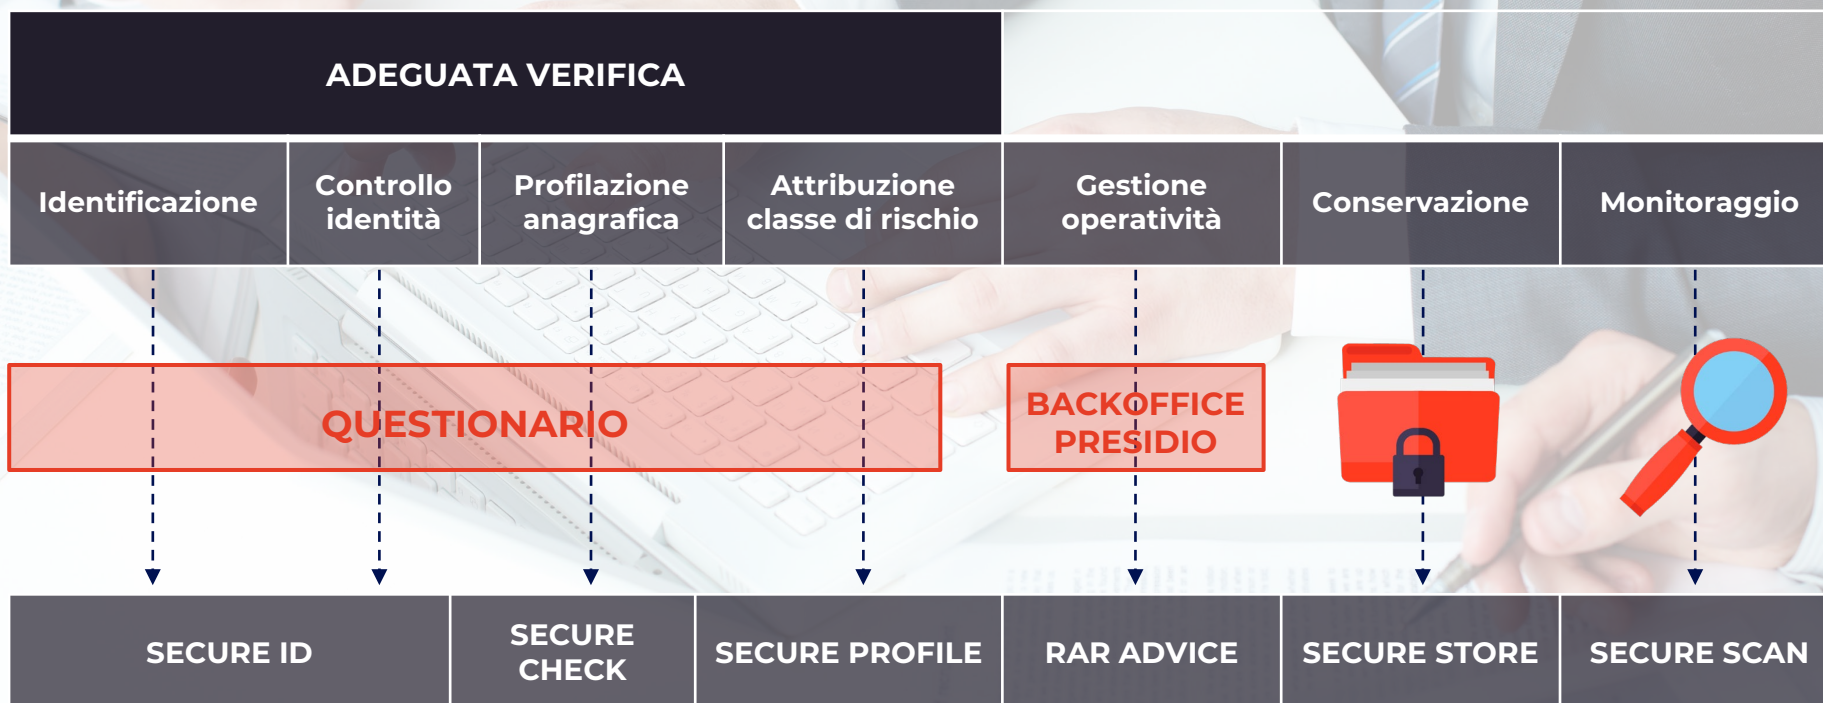 ADEGUATA VERIFICA
Identificazione
Controllo
identità
Profilazione
anagrafica
Attribuzione
classe di rischio
Gestione
operatività
Conservazione
Monitoraggio
QUESTIONARIO
BACKOFFICE
PRESIDIO
SECURE ID
SECURE
CHECK
SECURE PROFILE
RAR ADVICE
SECURE STORE
SECURE SCAN